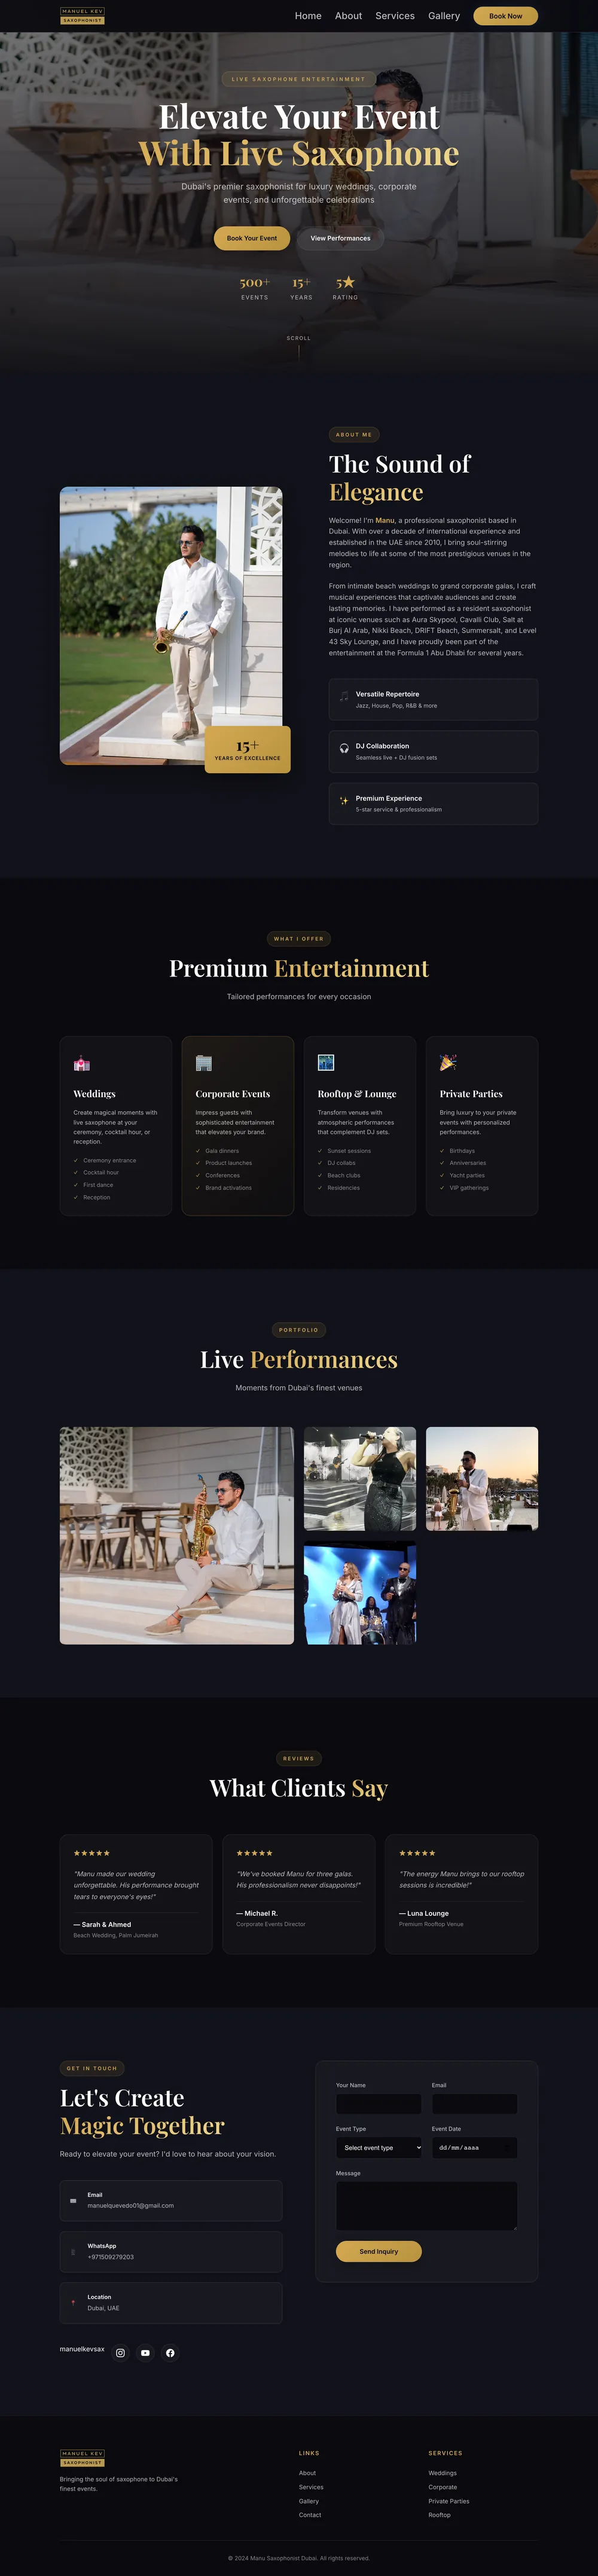 MANUEL KEV
SAXOPHONIST
Home About Services Gallery Book Now
LIVE SAXOPHONE ENTERTAINMENT
Elevate Your Event
With Live Saxophone
Dubai's premier saxophonist for luxury weddings, corporate
events, and unforgettable celebrations
Book Your Event View Performances
500+ 15+ 5★
EVENTS YEARS RATING
SCROLL
ABOUT ME
The Sound of
Elegance
Welcome! I'm Manu, a professional saxophonist based in
Dubai. With over a decade of international experience and
established in the UAE since 2010, I bring soul-stirring
melodies to life at some of the most prestigious venues in the
region.
From intimate beach weddings to grand corporate galas, I craft
musical experiences that captivate audiences and create
lasting memories. I have performed as a resident saxophonist
at iconic venues such as Aura Skypool, Cavalli Club, Salt at
Burj Al Arab, Nikki Beach, DRIFT Beach, Summersalt, and Level
43 Sky Lounge, and I have proudly been part of the
entertainment at the Formula 1 Abu Dhabi for several years.
15+
YEARS OF EXCELLENCE
Versatile Repertoire
Jazz, House, Pop, R&B & more
DJ Collaboration
Seamless live + DJ fusion sets
Premium Experience
5-star service & professionalism
WHAT I OFFER
Premium Entertainment
Tailored performances for every occasion
Weddings
Create magical moments with
live saxophone at your
ceremony, cocktail hour, or
reception.
✓ Ceremony entrance
✓ Cocktail hour
✓ First dance
✓ Reception
Corporate Events
Impress guests with
sophisticated entertainment
that elevates your brand.
✓ Gala dinners
✓ Product launches
✓ Conferences
✓ Brand activations
Rooftop & Lounge
Transform venues with
atmospheric performances
that complement DJ sets.
✓ Sunset sessions
✓ DJ collabs
✓ Beach clubs
✓ Residencies
Private Parties
Bring luxury to your private
events with personalized
performances.
✓ Birthdays
✓ Anniversaries
✓ Yacht parties
✓ VIP gatherings
PORTFOLIO
Live Performances
Moments from Dubai's finest venues
REVIEWS
What Clients Say
★★★★★
"Manu made our wedding
unforgettable. His performance brought
tears to everyone's eyes!"
— Sarah & Ahmed
Beach Wedding, Palm Jumeirah
★★★★★
"We've booked Manu for three galas.
His professionalism never disappoints!"
— Michael R.
Corporate Events Director
★★★★★
"The energy Manu brings to our rooftop
sessions is incredible!"
— Luna Lounge
Premium Rooftop Venue
GET IN TOUCH
Let's Create
Magic Together
Ready to elevate your event? I'd love to hear about your vision.
Email
manuelquevedo01@gmail.com
WhatsApp
+971509279203
Location
Dubai, UAE
manuelkevsax
Your Name Email
Event Type Event Date
Select event type dd/mm/aaaa
Message
Send Inquiry
MANUEL KEV
SAXOPHONIST
Bringing the soul of saxophone to Dubai's
finest events.
LINKS
About
Services
Gallery
Contact
SERVICES
Weddings
Corporate
Private Parties
Rooftop
© 2024 Manu Saxophonist Dubai. All rights reserved.